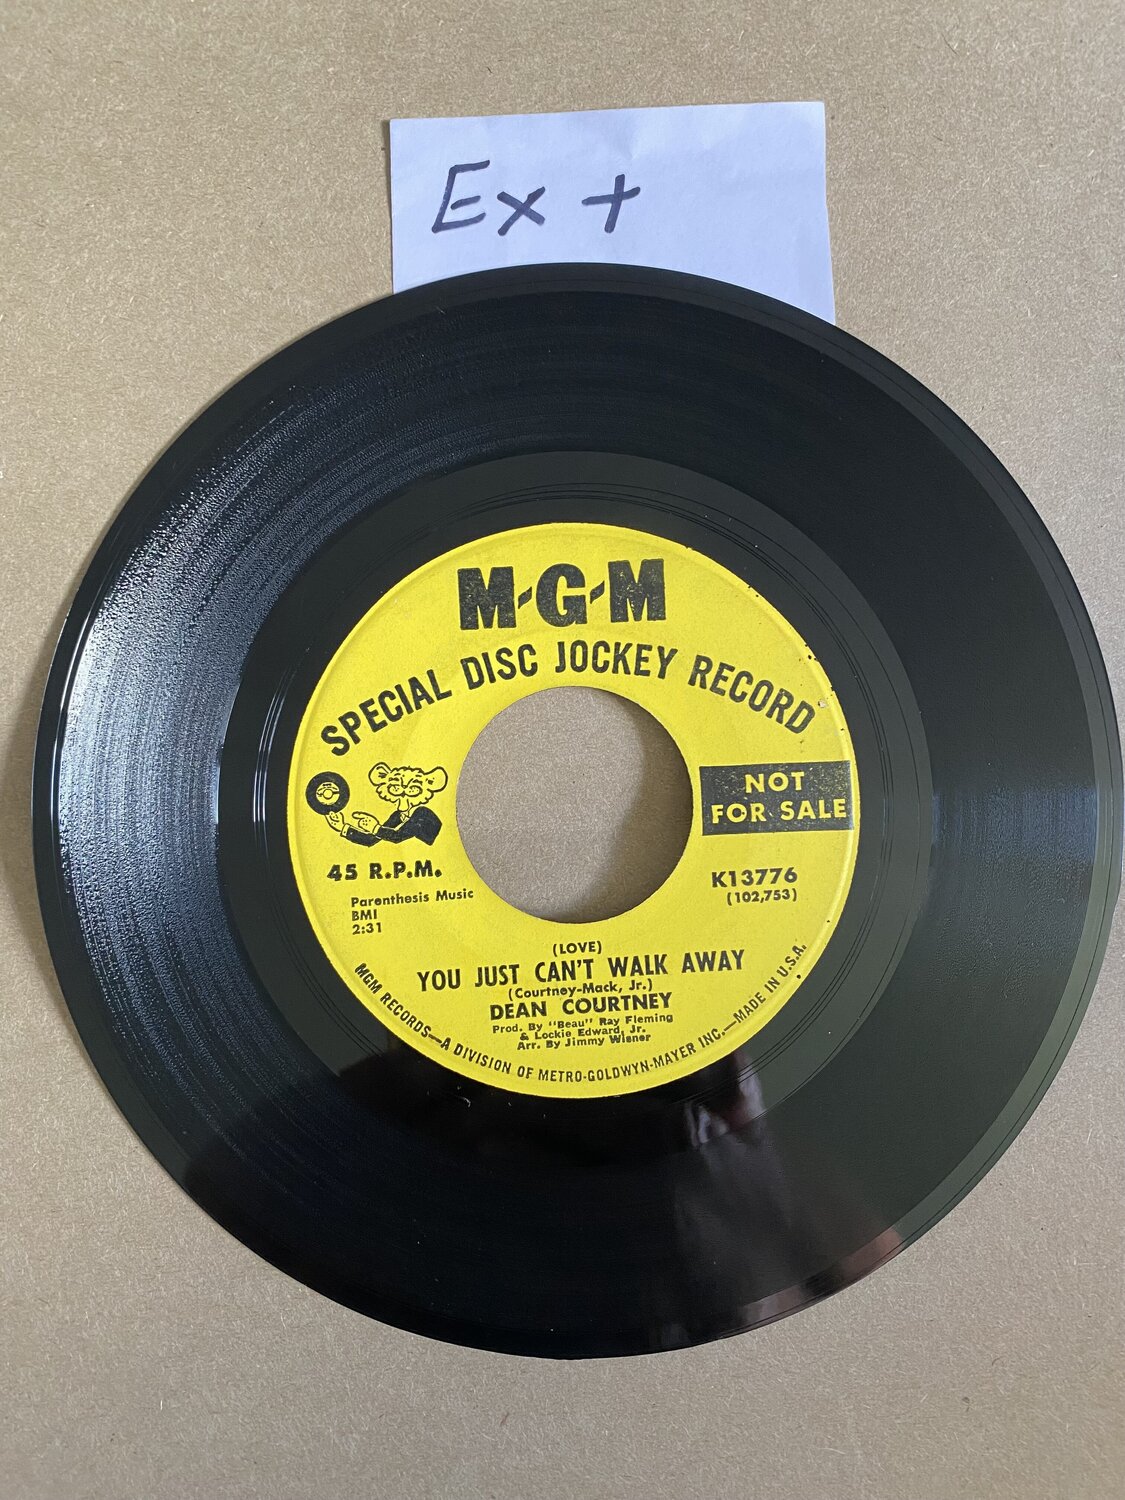 Ex +
M-G-M
SPECIAL DISC JOCKEY RECORD
NOT
FOR SALE
45 R.P.M.
Parenthesis Music
BMI
2:31
K13776
(102,753)
(LOVE)
YOU JUST CAN'T WALK AWAY
(Courtney-Mack, Jr.)
DEAN COURTNEY
Prod. By "Beau" Ray Fleming
& Lockie Edward, Jr.
Arr. By Jimmy Wisner
MGM RECORDS—A DIVISION OF METRO-GOLDWYN-MAYER INC.—MADE IN U.S.A.